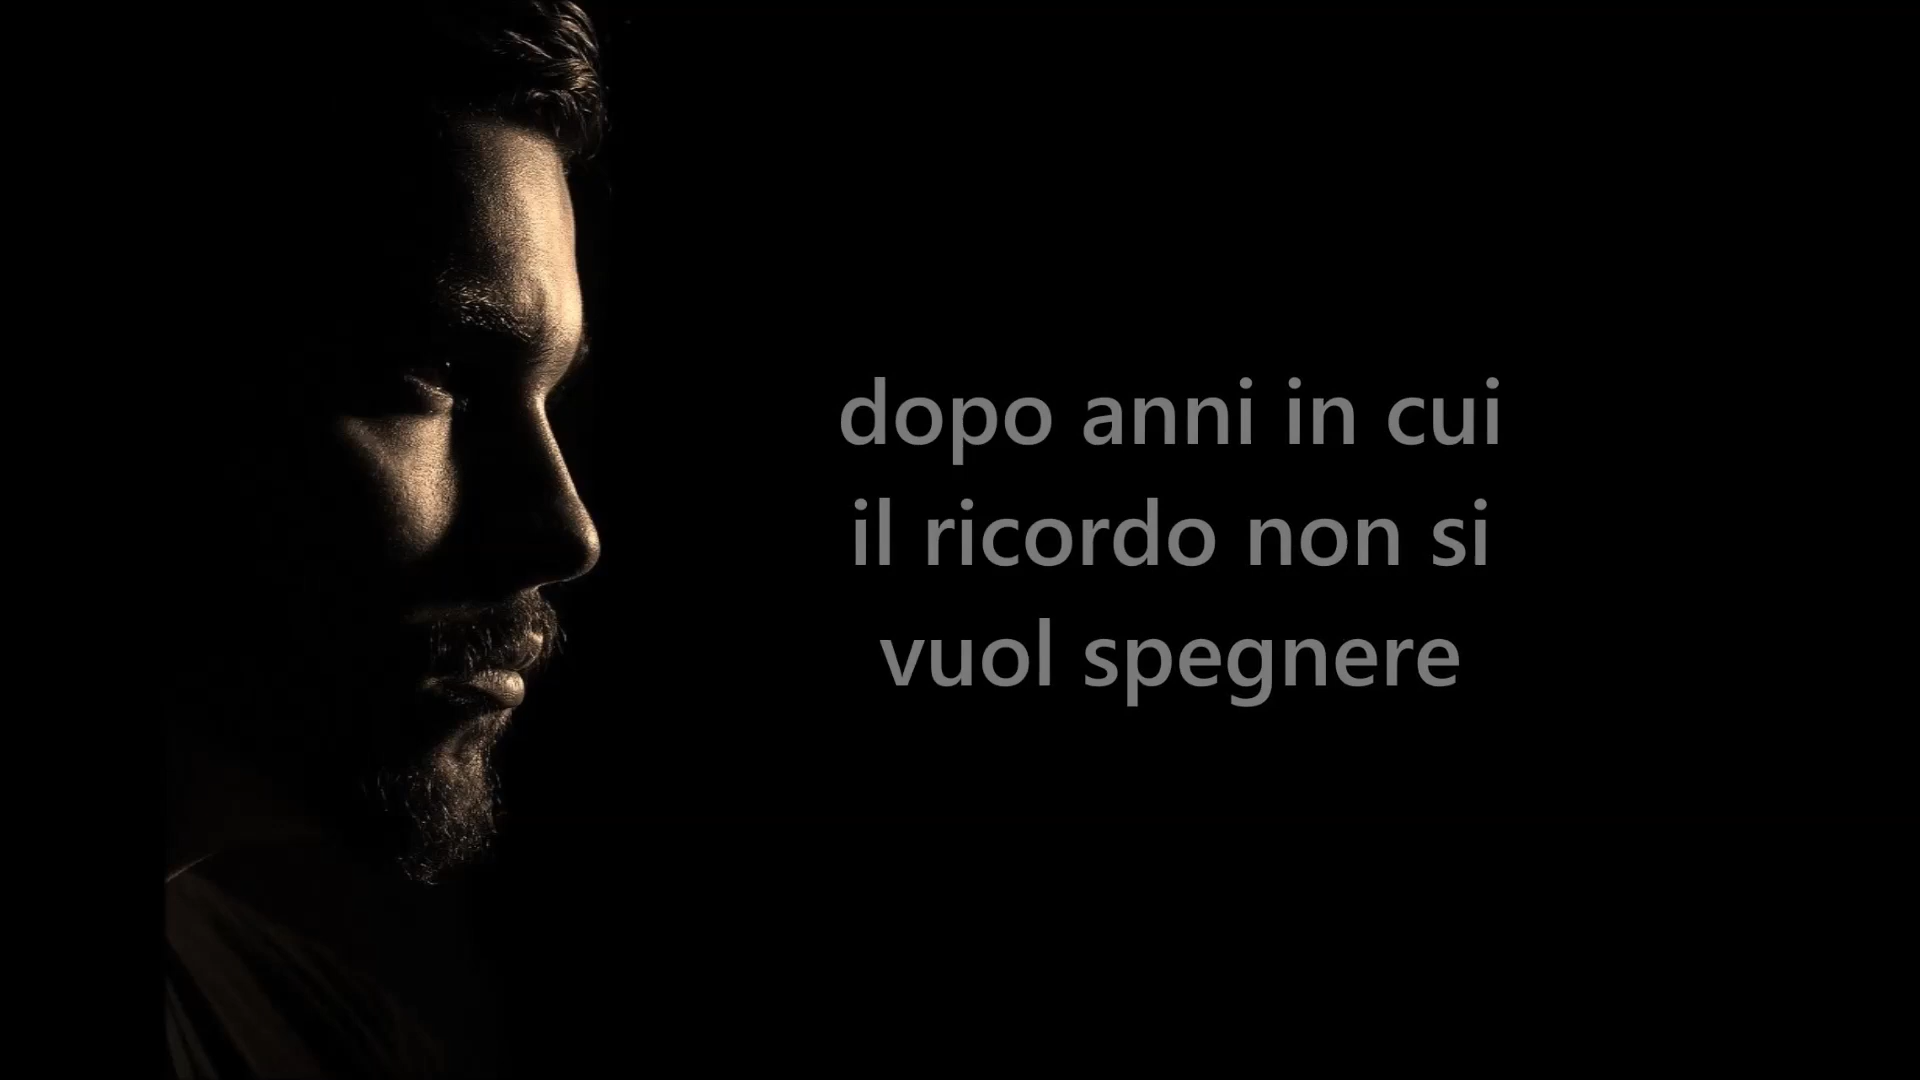 dopo anni in cui
il ricordo non si
vuol spegnere